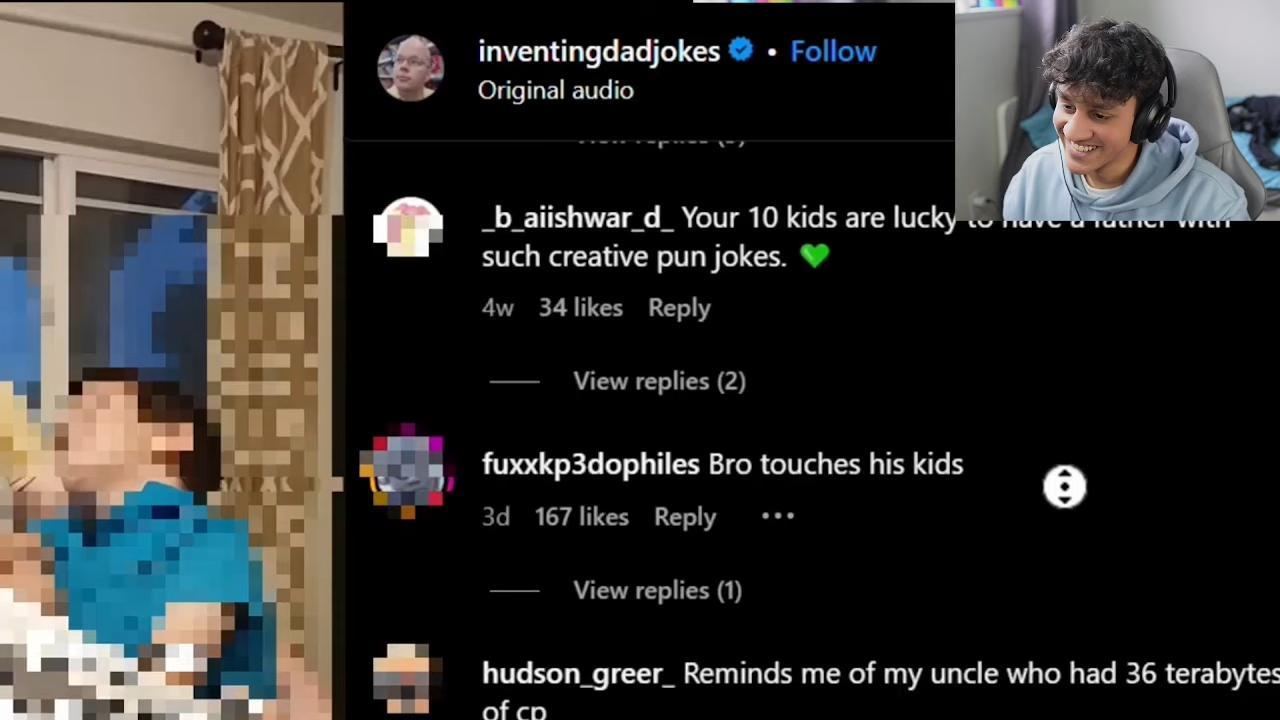 inventingdadjokes • Follow
Original audio
_b_aiishwar_d_ Your 10 kids are lucky to have a father with
such creative pun jokes. 💚
4w 34 likes Reply
View replies (2)
fuxxkp3dophiles Bro touches his kids
3d 167 likes Reply •••
View replies (1)
hudson_greer_ Reminds me of my uncle who had 36 terabytes
of cp